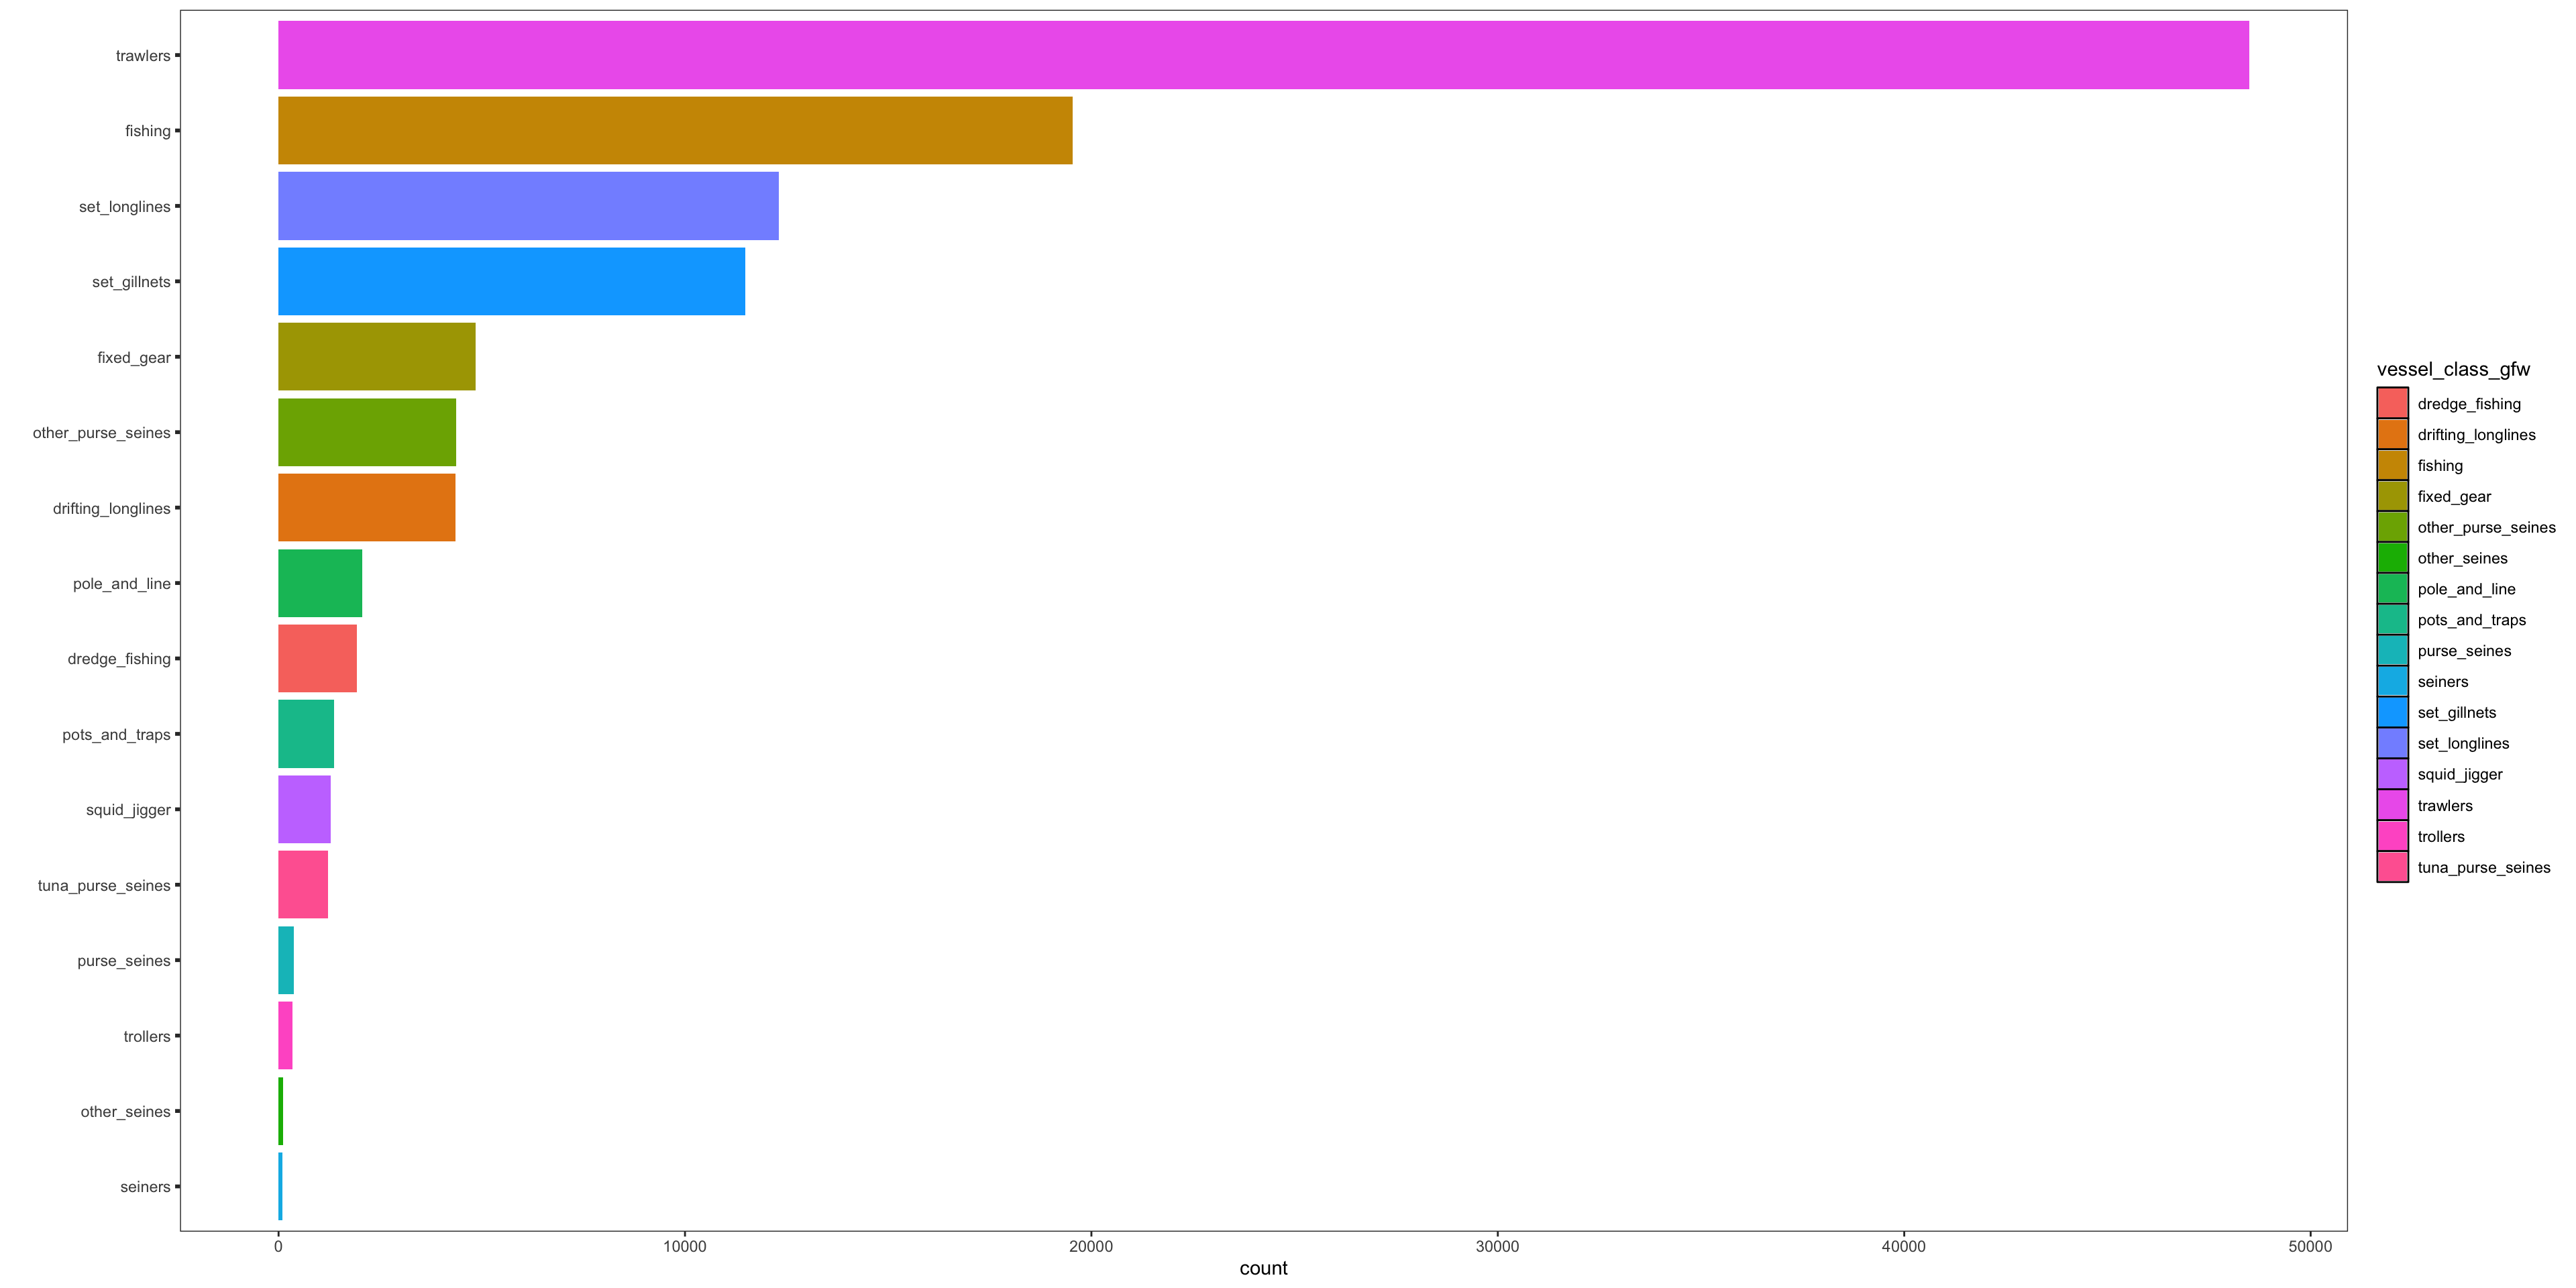 trawlers
fishing
set_longlines
set_gillnets
fixed_gear
other_purse_seines
drifting_longlines
pole_and_line
dredge_fishing
pots_and_traps
squid_jigger
tuna_purse_seines
purse_seines
trollers
other_seines
seiners
0 10000 20000 30000 40000 50000
count
vessel_class_gfw
dredge_fishing
drifting_longlines
fishing
fixed_gear
other_purse_seines
other_seines
pole_and_line
pots_and_traps
purse_seines
seiners
set_gillnets
set_longlines
squid_jigger
trawlers
trollers
tuna_purse_seines